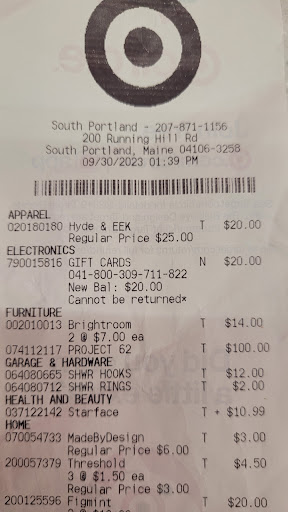 South Portland - 207-871-1156
200 Running Hill Rd
South Portland, Maine 04106-3258
09/30/2023 01:39 PM
APPAREL
020180180 Hyde & EEK T $20.00
Regular Price $25.00
ELECTRONICS
790015816 GIFT CARDS N $20.00
041-800-309-711-822
New Bal: $20.00
Cannot be returned*
FURNITURE
002010013 Brightroom T $14.00
2 @ $7.00 ea
074112117 PROJECT 62 T $100.00
GARAGE & HARDWARE
064080665 SHWR HOOKS T $12.00
064080712 SHWR RINGS T $2.00
HEALTH AND BEAUTY
037122142 Starface T + $10.99
HOME
070054733 MadeByDesign T $3.00
Regular Price $6.00
200057379 Threshold T $4.50
3 @ $1.50 ea
Regular Price $3.00
200125596 Figmint T $20.00